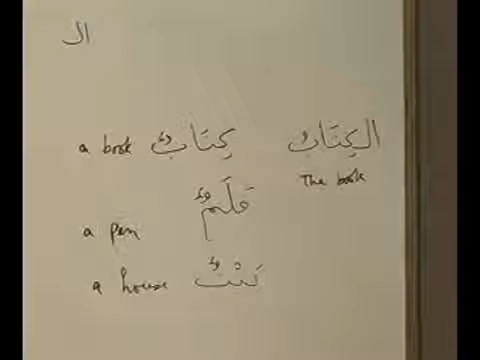 ال
a book كِتَابٌ الكِتَابُ
The book
قَلَمٌ
a pen
a house بَيْتٌ